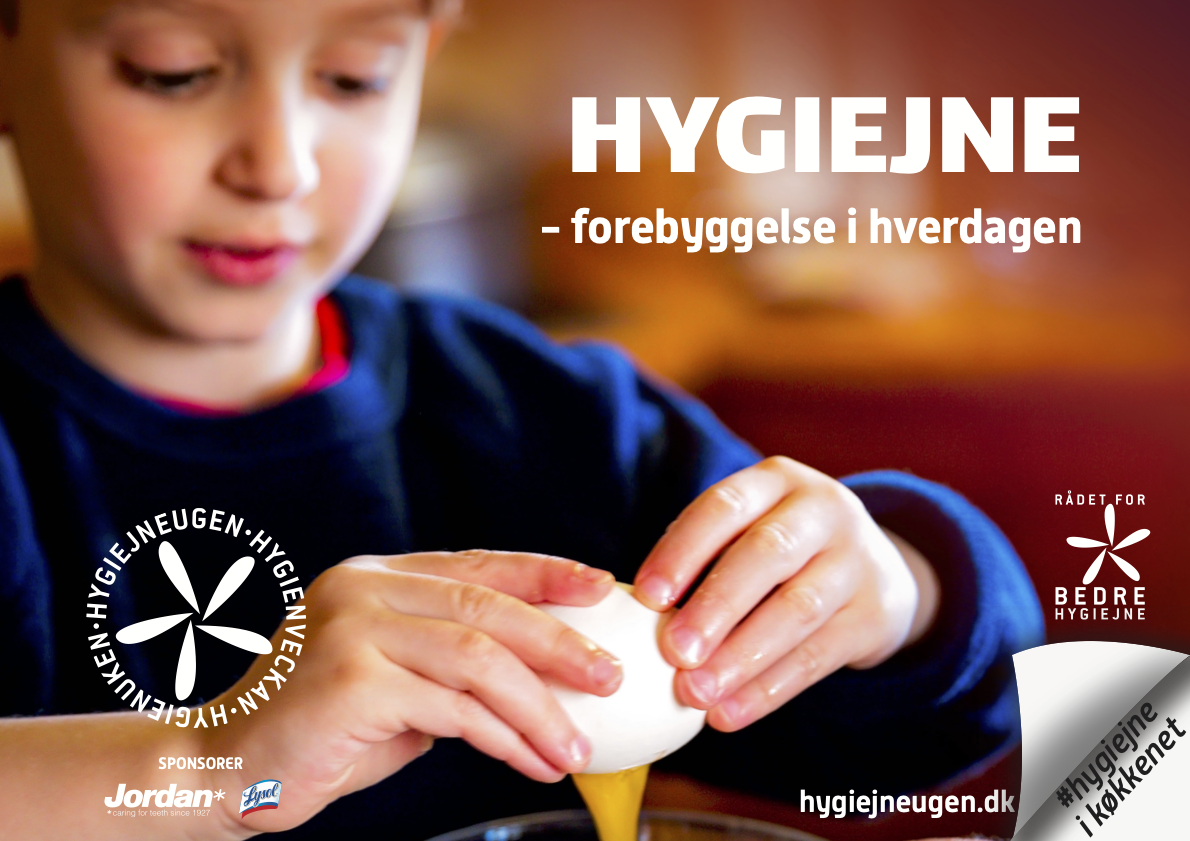 HYGIEJNE
– forebyggelse i hverdagen
RÅDET FOR
BEDRE
HYGIEJNE
HYGIEJNEUGEN·HYGIENVECKAN·HYGIENUKEN·
SPONSORER
Jordan*
*caring for teeth since 1927
Lysol
hygiejneugen.dk
#hygiejne
i køkkenet